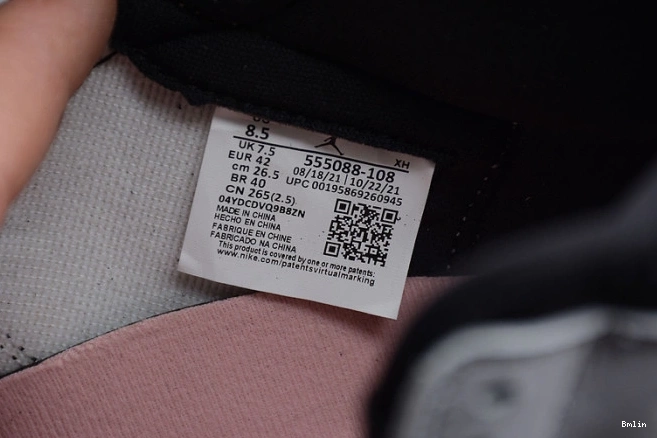 8.5
UK 7.5
EUR 42
cm 26.5
BR 40
CN 265(2.5)
04YDCDVQ9B8ZN
MADE IN CHINA
HECHO EN CHINA
FABRIQUE EN CHINE
FABRICADO NA CHINA
XH
555088-108
08/18/21 | 10/22/21
UPC 00195869260945
This product is covered by one or more patents:
www.nike.com/patentsvirtualmarking
Bmlin